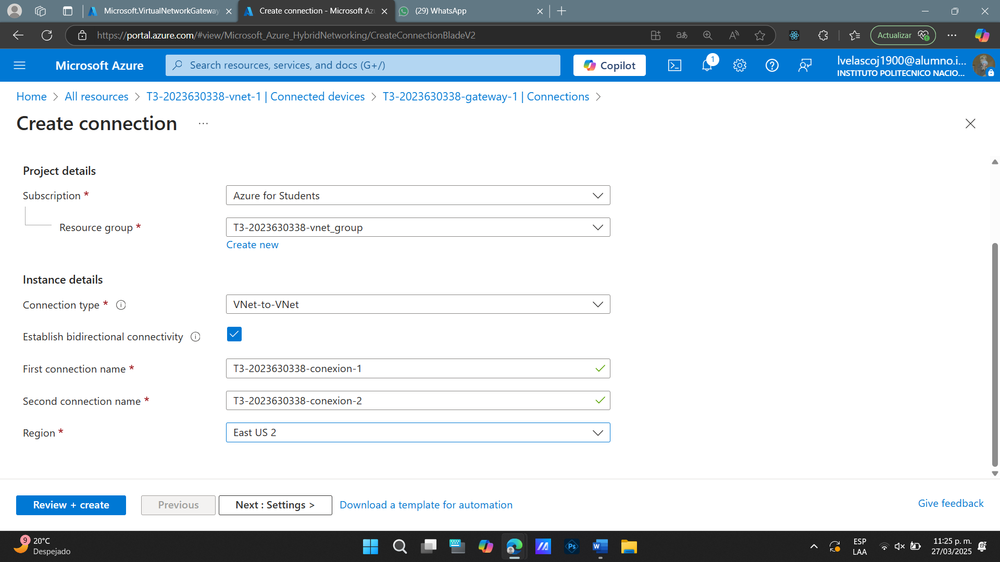 Microsoft.VirtualNetworkGateway
Create connection - Microsoft Az
(29) WhatsApp
https://portal.azure.com/#view/Microsoft_Azure_HybridNetworking/CreateConnectionBladeV2
Actualizar
Microsoft Azure
Search resources, services, and docs (G+/)
Copilot
1
lvelascoj1900@alumno.i...
INSTITUTO POLITECNICO NACIO...
Home > All resources > T3-2023630338-vnet-1 | Connected devices > T3-2023630338-gateway-1 | Connections >
Create connection ...
Project details
Subscription *
Azure for Students
Resource group *
T3-2023630338-vnet_group
Create new
Instance details
Connection type *
VNet-to-VNet
Establish bidirectional connectivity
First connection name *
T3-2023630338-conexion-1
Second connection name *
T3-2023630338-conexion-2
Region *
East US 2
Review + create
Previous
Next : Settings >
Download a template for automation
Give feedback
9
20°C
Despejado
Ps
W
ESP
LAA
11:25 p. m.
27/03/2025